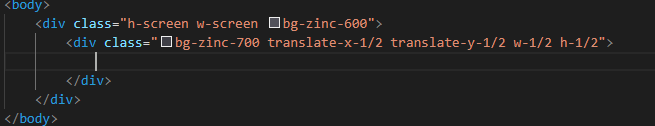 <body>
<div class="h-screen w-screen bg-zinc-600">
<div class="bg-zinc-700 translate-x-1/2 translate-y-1/2 w-1/2 h-1/2">
</div>
</div>
</body>